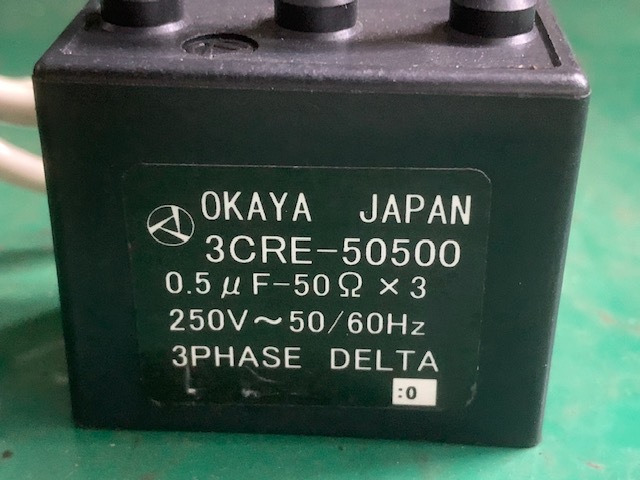 OKAYA JAPAN
3CRE-50500
0.5μF-50Ω×3
250V~50/60Hz
3PHASE DELTA
:0